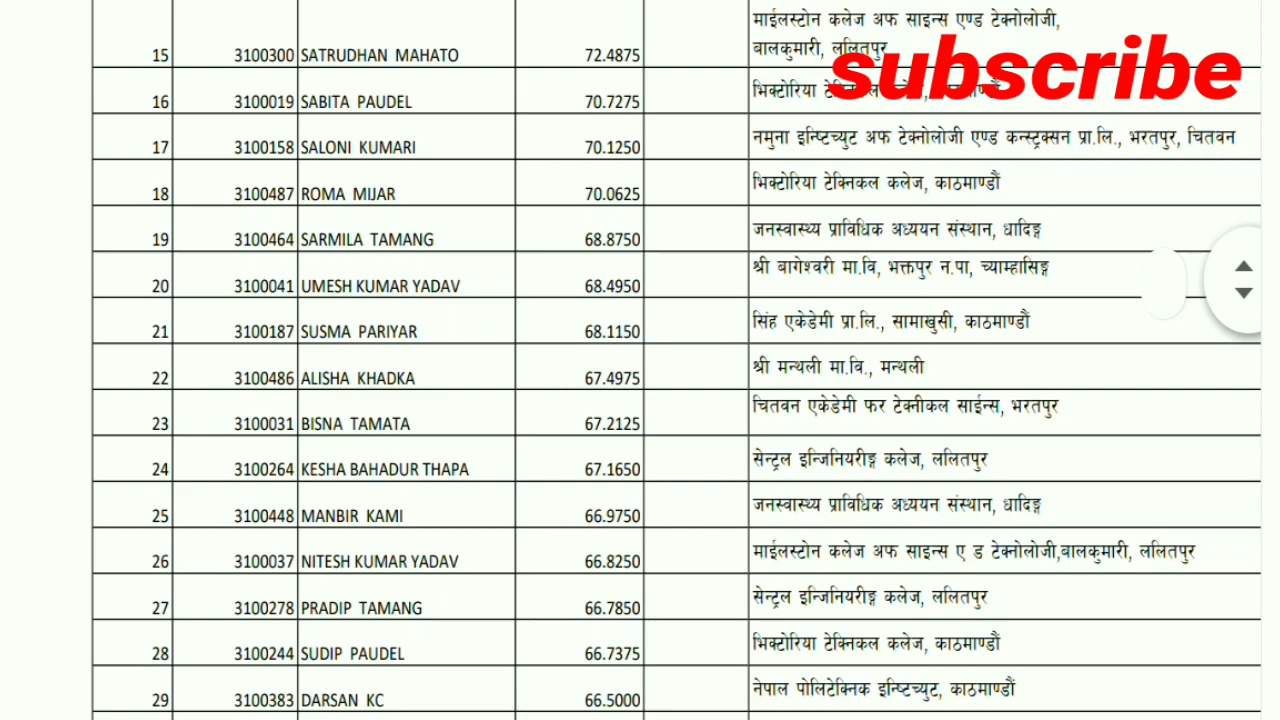 माईलस्टोन कलेज अफ साइन्स एण्ड टेक्नोलोजी,
15 3100300 SATRUDHAN MAHATO 72.4875 बालकुमारी, ललितपुर
subscribe
16 3100019 SABITA PAUDEL 70.7275 भिक्टोरिया
17 3100158 SALONI KUMARI 70.1250 नमुना इन्ष्टिच्युट अफ टेक्नोलोजी एण्ड कन्स्ट्रक्सन प्रा.लि., भरतपुर, चितवन
18 3100487 ROMA MIJAR 70.0625 भिक्टोरिया टेक्निकल कलेज, काठमाण्डौं
19 3100464 SARMILA TAMANG 68.8750 जनस्वास्थ्य प्राविधिक अध्ययन संस्थान, धादिङ्ग
20 3100041 UMESH KUMAR YADAV 68.4950 श्री बागेश्वरी मा.वि, भक्तपुर न.पा, च्याम्हासिङ्ग
21 3100187 SUSMA PARIYAR 68.1150 सिंह एकेडेमी प्रा.लि., सामाखुसी, काठमाण्डौं
22 3100486 ALISHA KHADKA 67.4975 श्री मन्थली मा.वि., मन्थली
23 3100031 BISNA TAMATA 67.2125 चितवन एकेडेमी फर टेक्नीकल साईन्स, भरतपुर
24 3100264 KESHA BAHADUR THAPA 67.1650 सेन्ट्रल इन्जिनियरीङ्ग कलेज, ललितपुर
25 3100448 MANBIR KAMI 66.9750 जनस्वास्थ्य प्राविधिक अध्ययन संस्थान, धादिङ्ग
26 3100037 NITESH KUMAR YADAV 66.8250 माईलस्टोन कलेज अफ साइन्स ए ड टेक्नोलोजी,बालकुमारी, ललितपुर
27 3100278 PRADIP TAMANG 66.7850 सेन्ट्रल इन्जिनियरीङ्ग कलेज, ललितपुर
28 3100244 SUDIP PAUDEL 66.7375 भिक्टोरिया टेक्निकल कलेज, काठमाण्डौं
29 3100383 DARSAN KC 66.5000 नेपाल पोलिटेक्निक इन्ष्टिच्युट, काठमाण्डौं